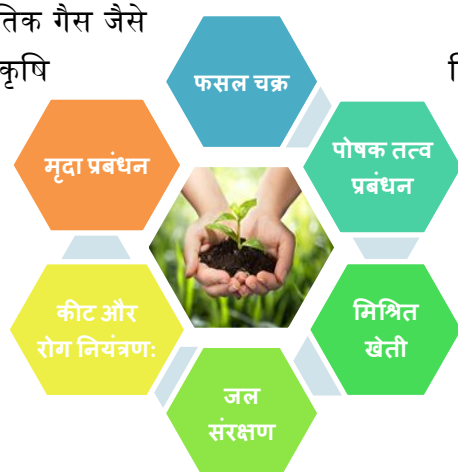 तिक गैस जैसे
कृषि
फसल चक्र
पोषक तत्व
प्रबंधन
मिश्रित
खेती
जल
संरक्षण
कीट और
रोग नियंत्रण:
मृदा प्रबंधन